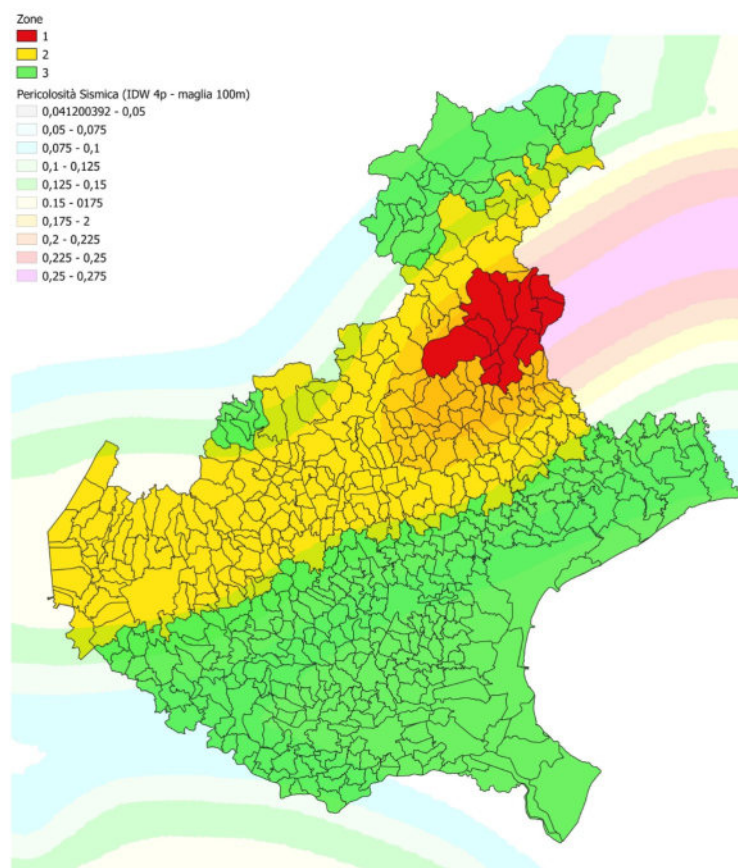 Zone
1
2
3
Pericolosità Sismica (IDW 4p - maglia 100m)
0,041200392 - 0,05
0,05 - 0,075
0,075 - 0,1
0,1 - 0,125
0,125 - 0,15
0.15 - 0175
0,175 - 2
0,2 - 0,225
0,225 - 0,25
0,25 - 0,275